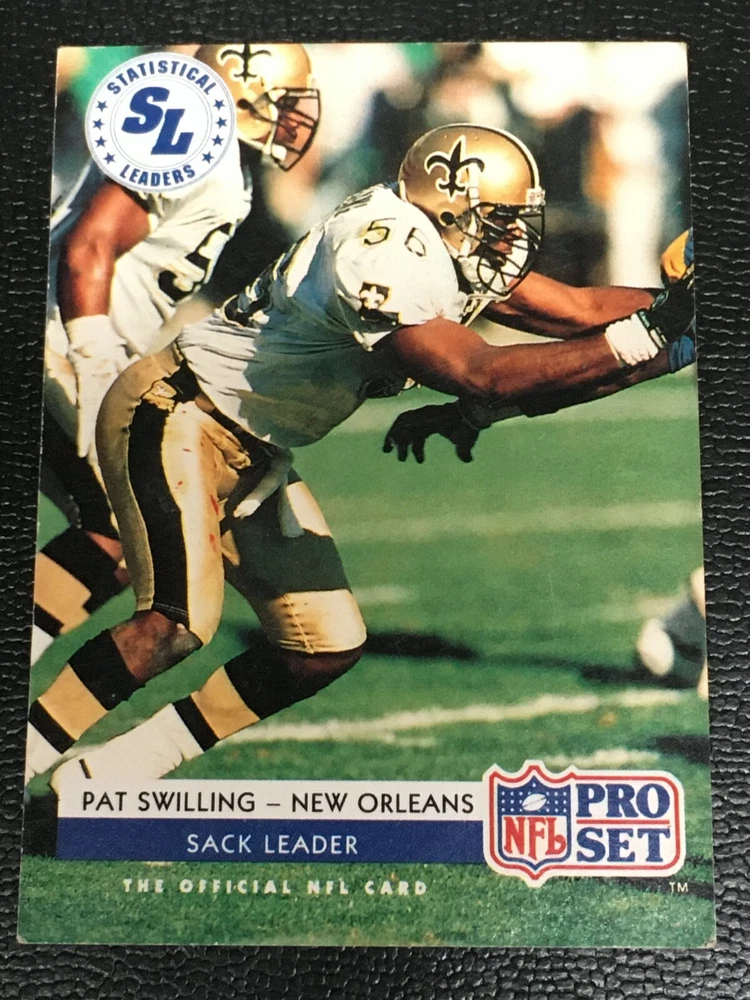 STATISTICAL
SL
LEADERS
56
PAT SWILLING – NEW ORLEANS
SACK LEADER
NFL
PRO
SET
THE OFFICIAL NFL CARD
TM